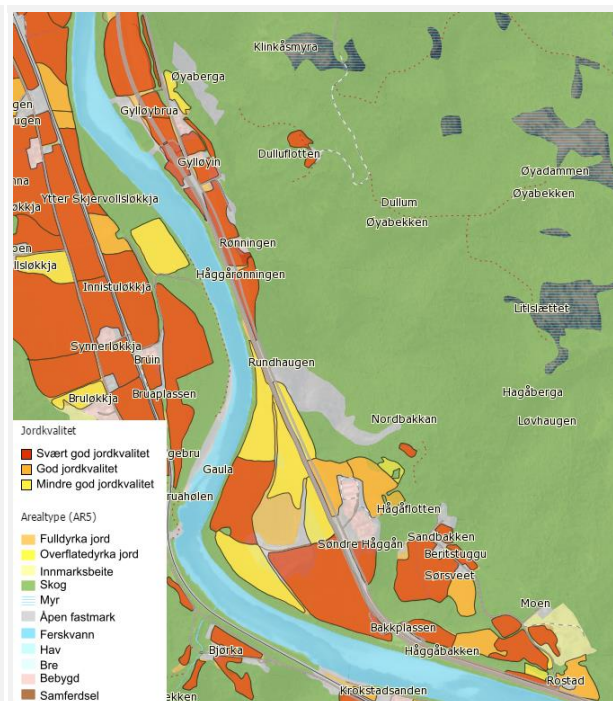 Klinkåsmyra
Øyaberga
Gylløybrua
Gylløyin
Dulluflotten
Øyadammen
Øyabekken
Dullum
Øyabekken
Ytter Skjervollsløkkja
Rønningen
Håggårønningen
Innistuløkkja
Litlslættet
Synnerløkkja
Bruin
Rundhaugen
Bruløkkja
Bruaplassen
Hagåberga
Nordbakkan
Løvhaugen
Jordkvalitet
Svært god jordkvalitet
God jordkvalitet
Mindre god jordkvalitet
Gaula
Hågåflotten
Arealtype (AR5)
Fulldyrka jord
Overflatedyrka jord
Innmarksbeite
Skog
Myr
Åpen fastmark
Ferskvann
Hav
Bre
Bebygd
Samferdsel
Søndre Håggån
Sandbakken
Beritstuggu
Sørsveet
Moen
Bakkplassen
Håggåbakken
Bjørka
Rostad
Krokstadsanden